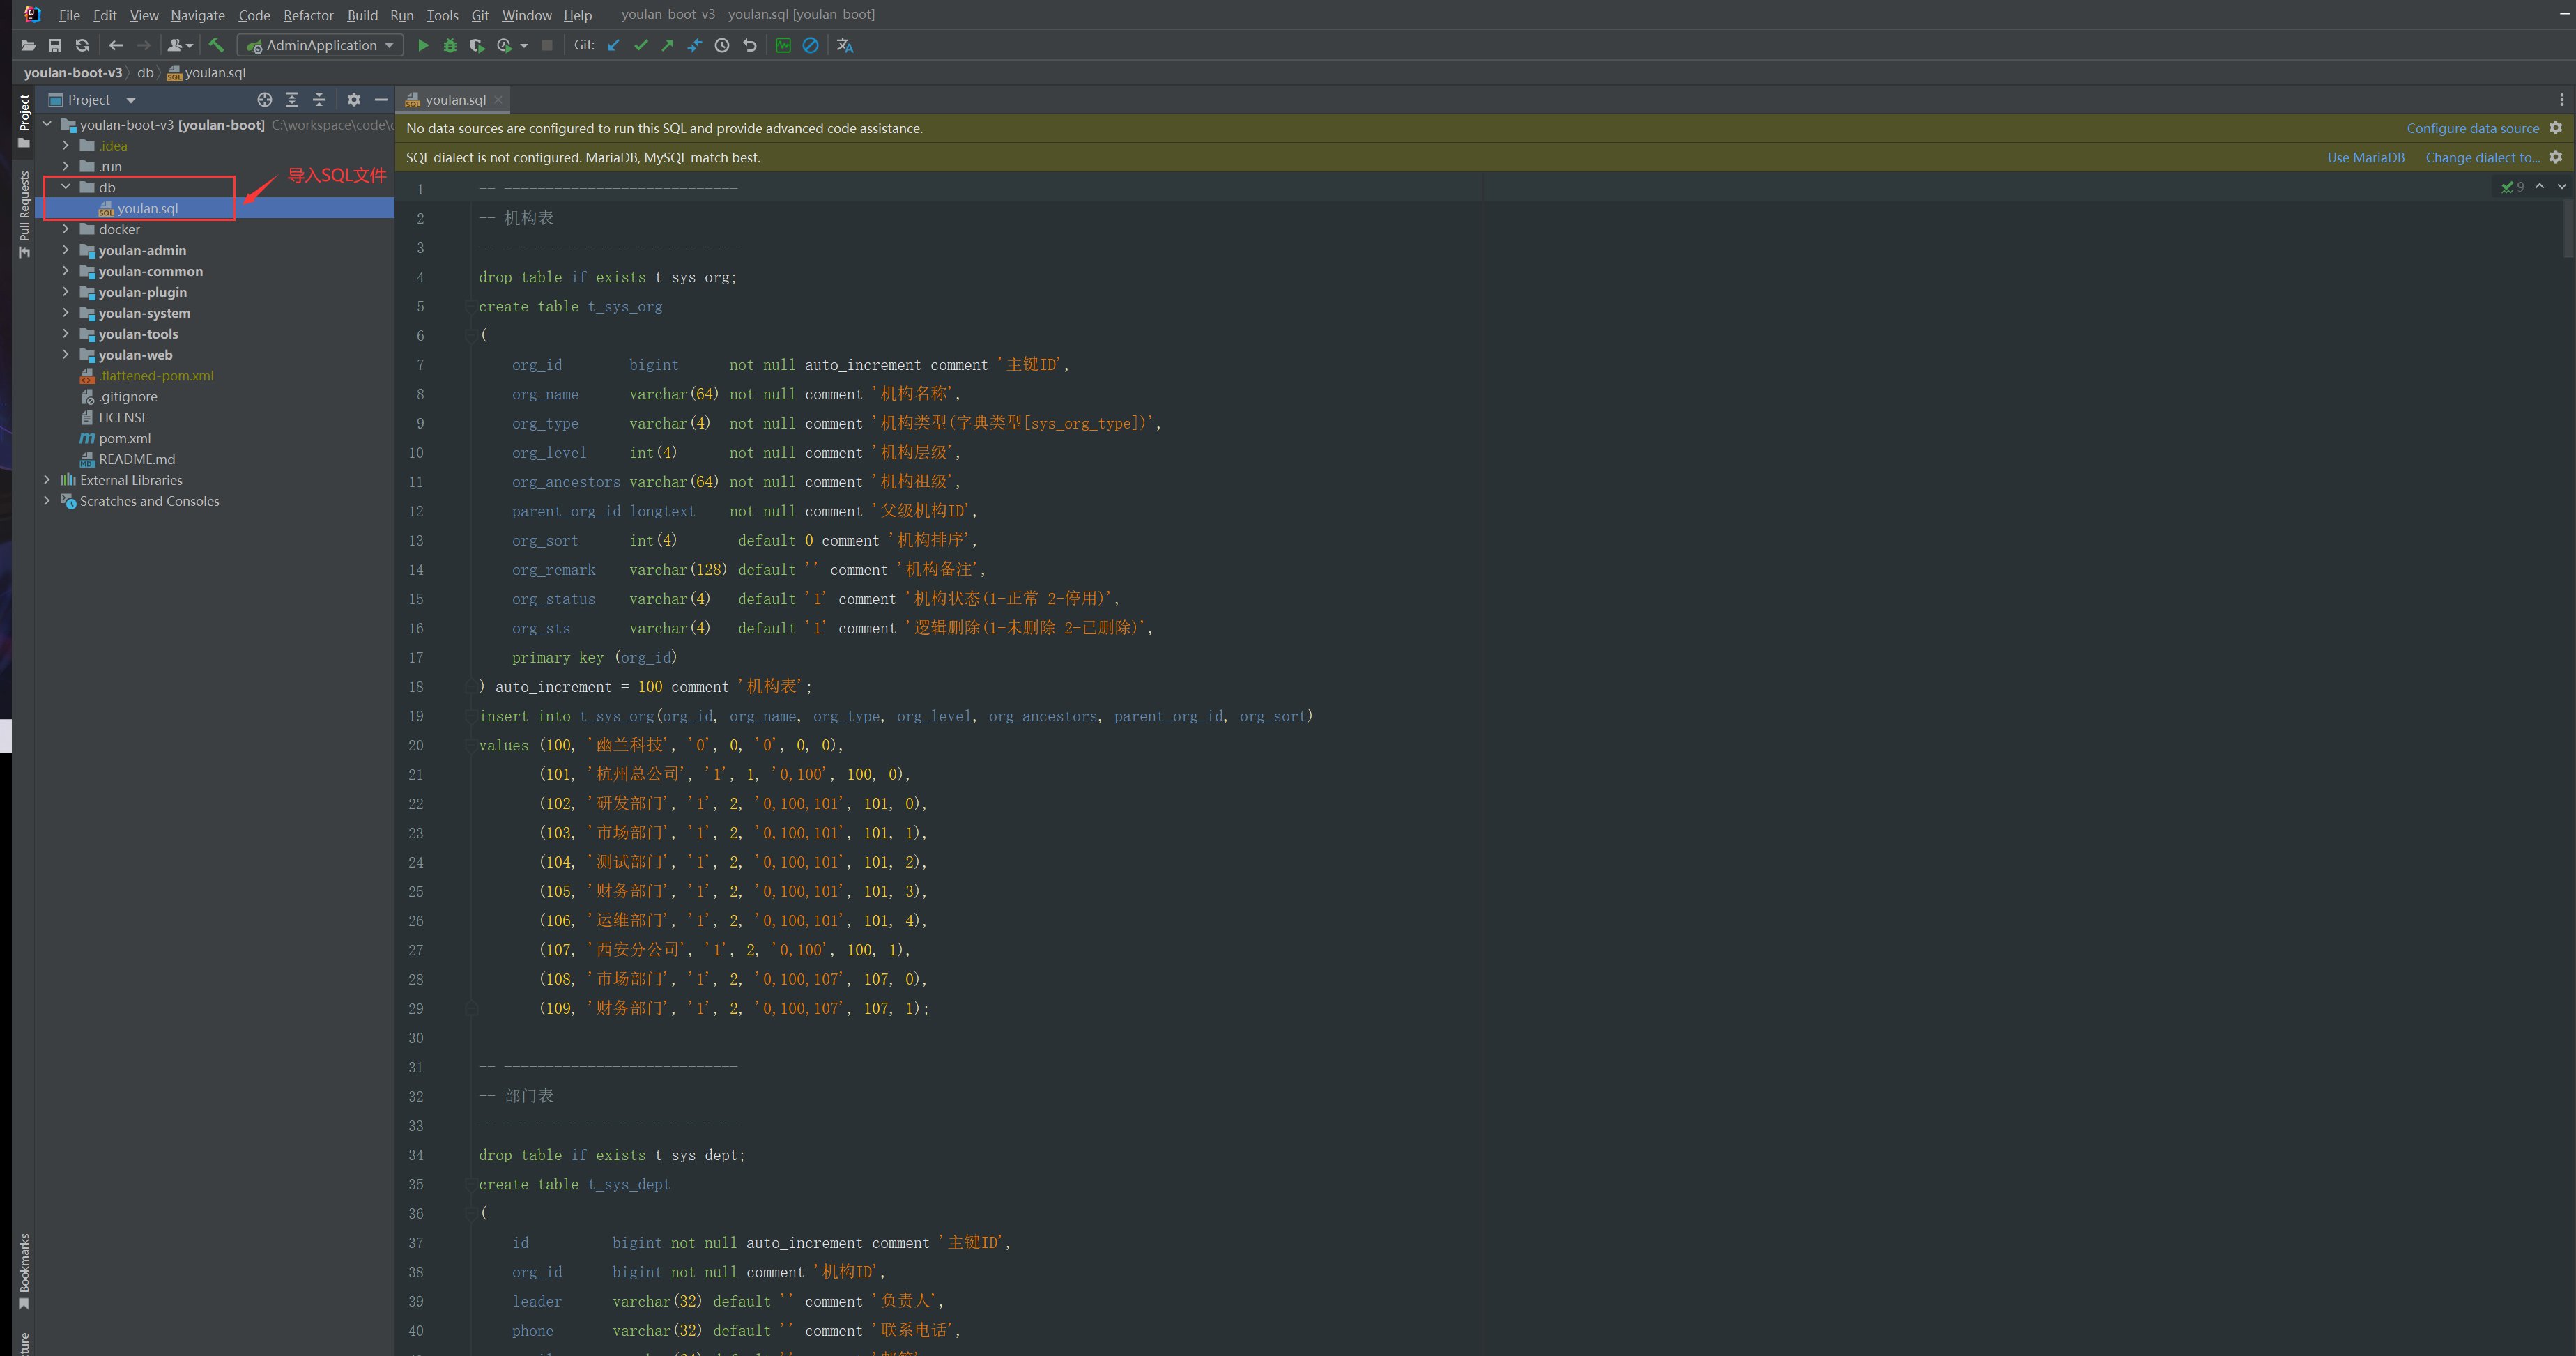 File Edit View Navigate Code Refactor Build Run Tools Git Window Help youlan-boot-v3 - youlan.sql [youlan-boot]
AdminApplication Git:
youlan-boot-v3 db youlan.sql
Project
Pull Requests
Bookmarks
Project
youlan-boot-v3 [youlan-boot] C:\workspace\code\
.idea
.run
db
youlan.sql
导入SQL文件
docker
youlan-admin
youlan-common
youlan-plugin
youlan-system
youlan-tools
youlan-web
.flattened-pom.xml
.gitignore
LICENSE
pom.xml
README.md
External Libraries
Scratches and Consoles
youlan.sql
No data sources are configured to run this SQL and provide advanced code assistance. Configure data source
SQL dialect is not configured. MariaDB, MySQL match best. Use MariaDB Change dialect to...
9
1 -- ----------------------------
2 -- 机构表
3 -- ----------------------------
4 drop table if exists t_sys_org;
5 create table t_sys_org
6 (
7 org_id bigint not null auto_increment comment '主键ID',
8 org_name varchar(64) not null comment '机构名称',
9 org_type varchar(4) not null comment '机构类型(字典类型[sys_org_type])',
10 org_level int(4) not null comment '机构层级',
11 org_ancestors varchar(64) not null comment '机构祖级',
12 parent_org_id longtext not null comment '父级机构ID',
13 org_sort int(4) default 0 comment '机构排序',
14 org_remark varchar(128) default '' comment '机构备注',
15 org_status varchar(4) default '1' comment '机构状态(1-正常 2-停用)',
16 org_sts varchar(4) default '1' comment '逻辑删除(1-未删除 2-已删除)',
17 primary key (org_id)
18 ) auto_increment = 100 comment '机构表';
19 insert into t_sys_org(org_id, org_name, org_type, org_level, org_ancestors, parent_org_id, org_sort)
20 values (100, '幽兰科技', '0', 0, '0', 0, 0),
21 (101, '杭州总公司', '1', 1, '0,100', 100, 0),
22 (102, '研发部门', '1', 2, '0,100,101', 101, 0),
23 (103, '市场部门', '1', 2, '0,100,101', 101, 1),
24 (104, '测试部门', '1', 2, '0,100,101', 101, 2),
25 (105, '财务部门', '1', 2, '0,100,101', 101, 3),
26 (106, '运维部门', '1', 2, '0,100,101', 101, 4),
27 (107, '西安分公司', '1', 2, '0,100', 100, 1),
28 (108, '市场部门', '1', 2, '0,100,107', 107, 0),
29 (109, '财务部门', '1', 2, '0,100,107', 107, 1);
30
31 -- ----------------------------
32 -- 部门表
33 -- ----------------------------
34 drop table if exists t_sys_dept;
35 create table t_sys_dept
36 (
37 id bigint not null auto_increment comment '主键ID',
38 org_id bigint not null comment '机构ID',
39 leader varchar(32) default '' comment '负责人',
40 phone varchar(32) default '' comment '联系电话',